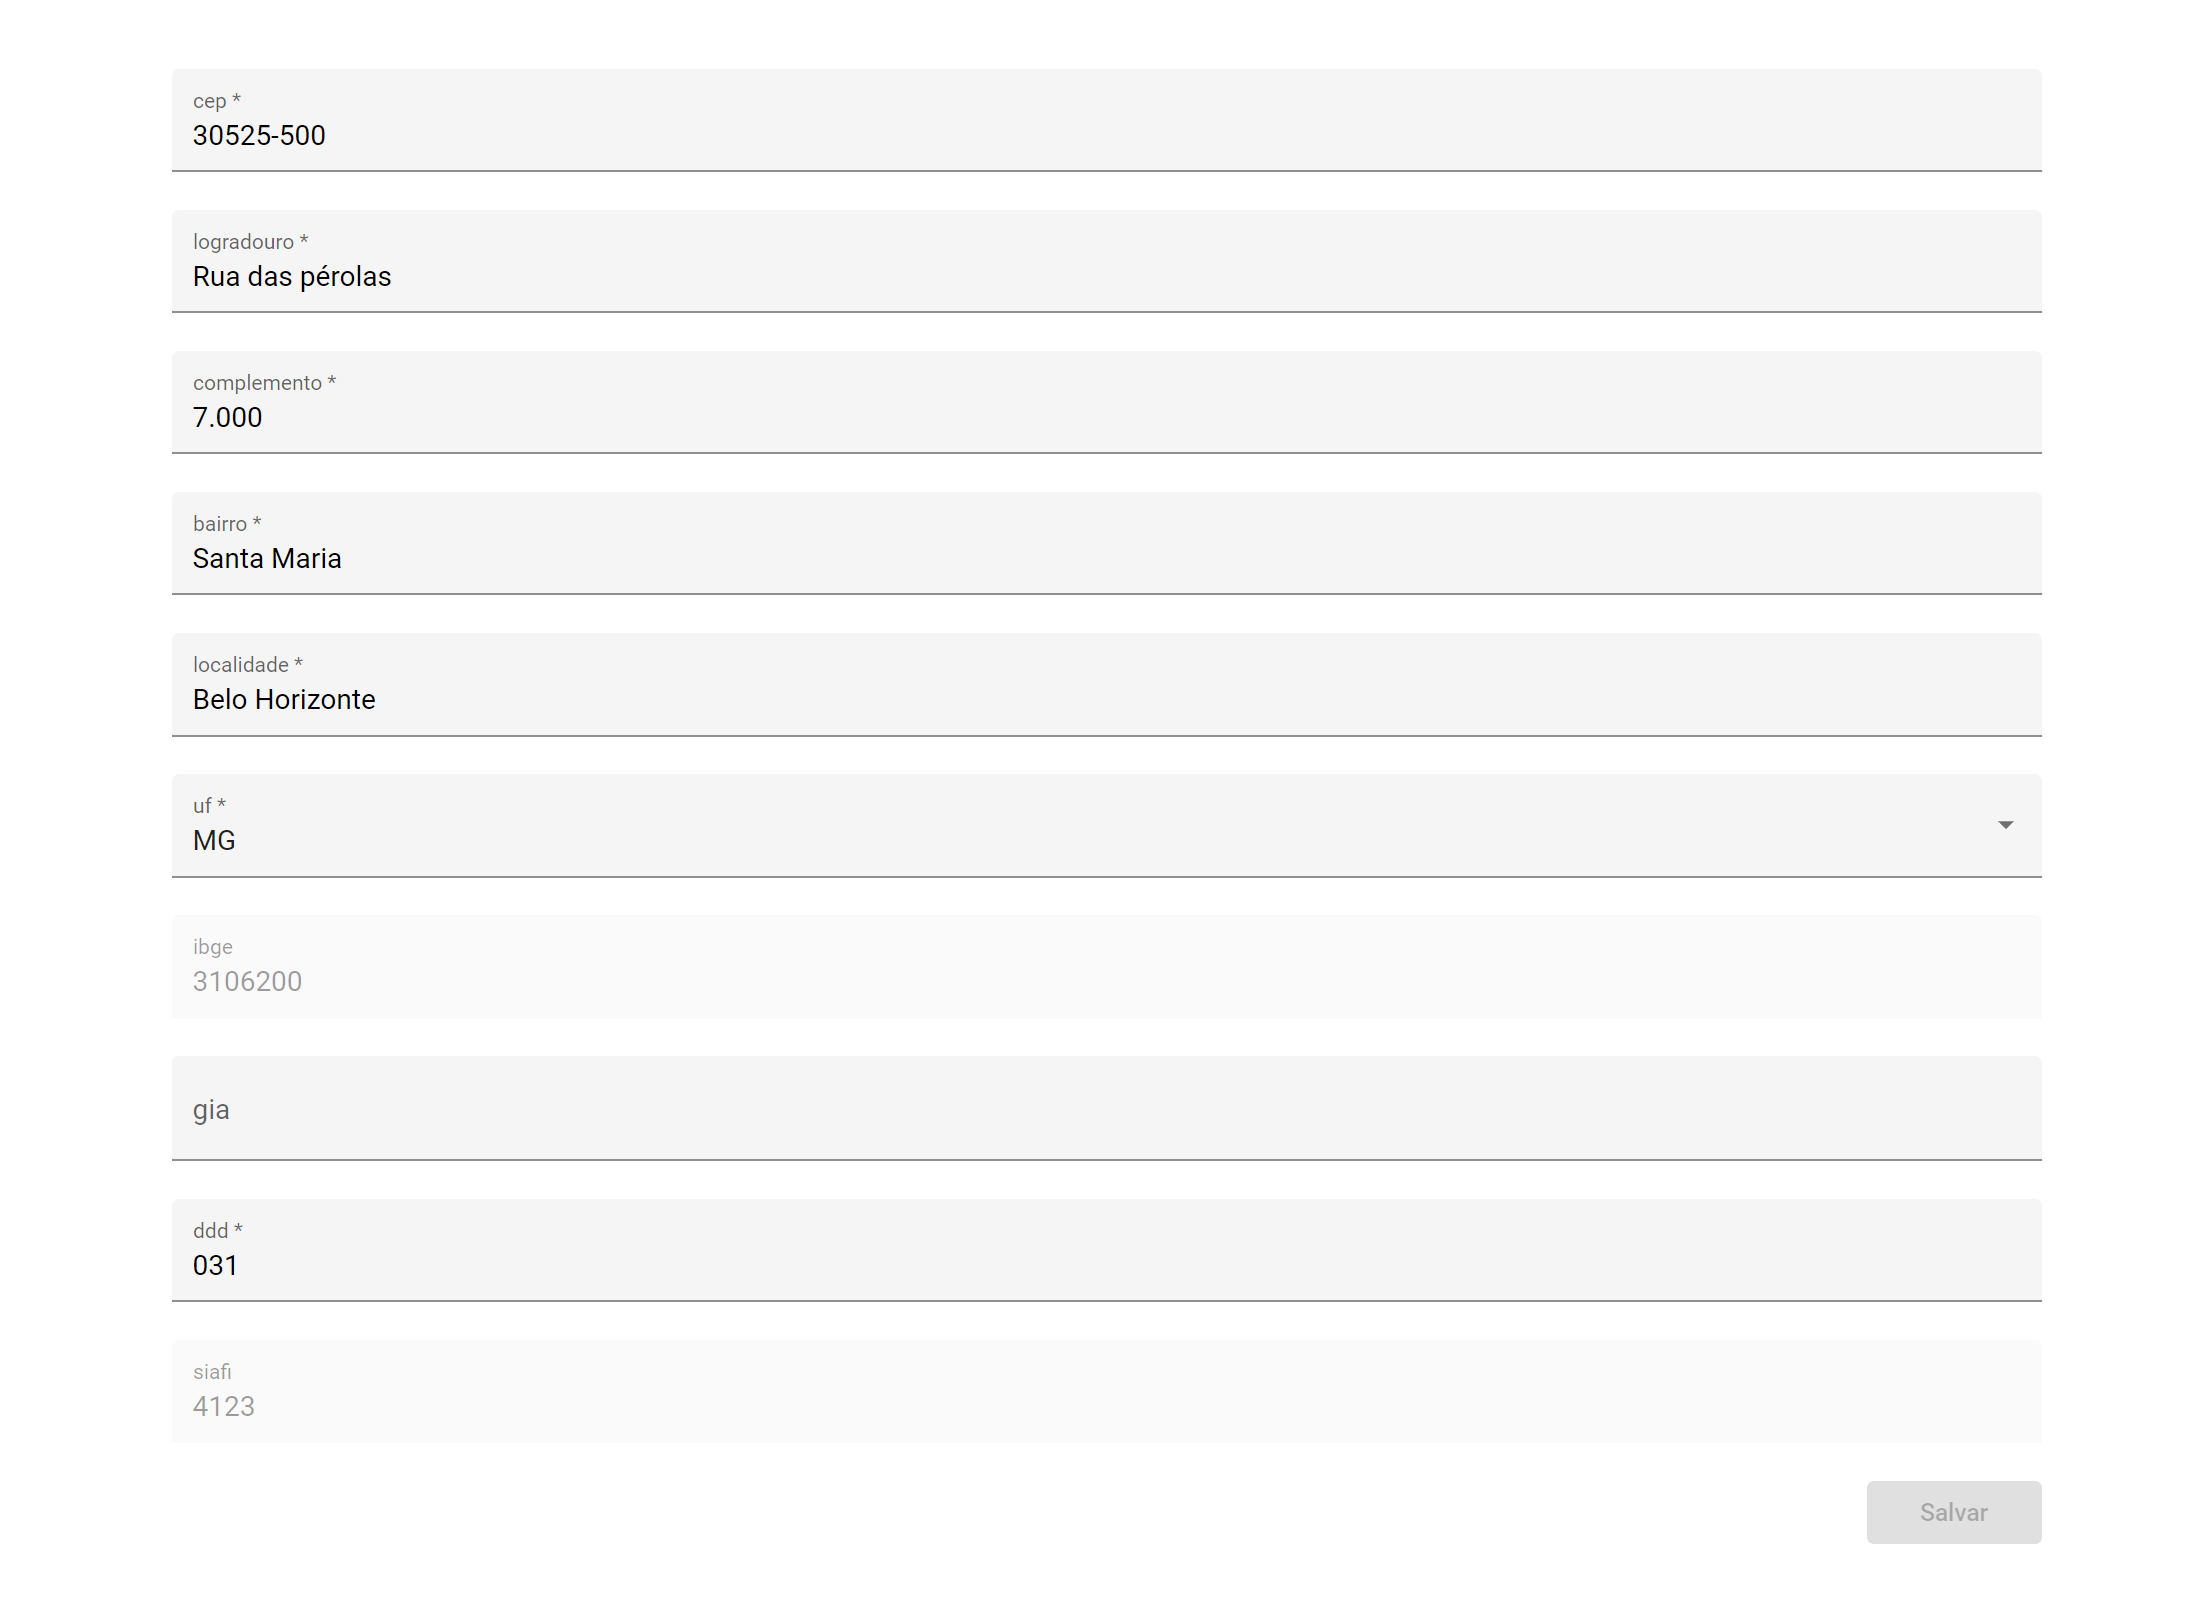 cep *
30525-500
logradouro *
Rua das pérolas
complemento *
7.000
bairro *
Santa Maria
localidade *
Belo Horizonte
uf *
MG
ibge
3106200
gia
ddd *
031
siafi
4123
Salvar